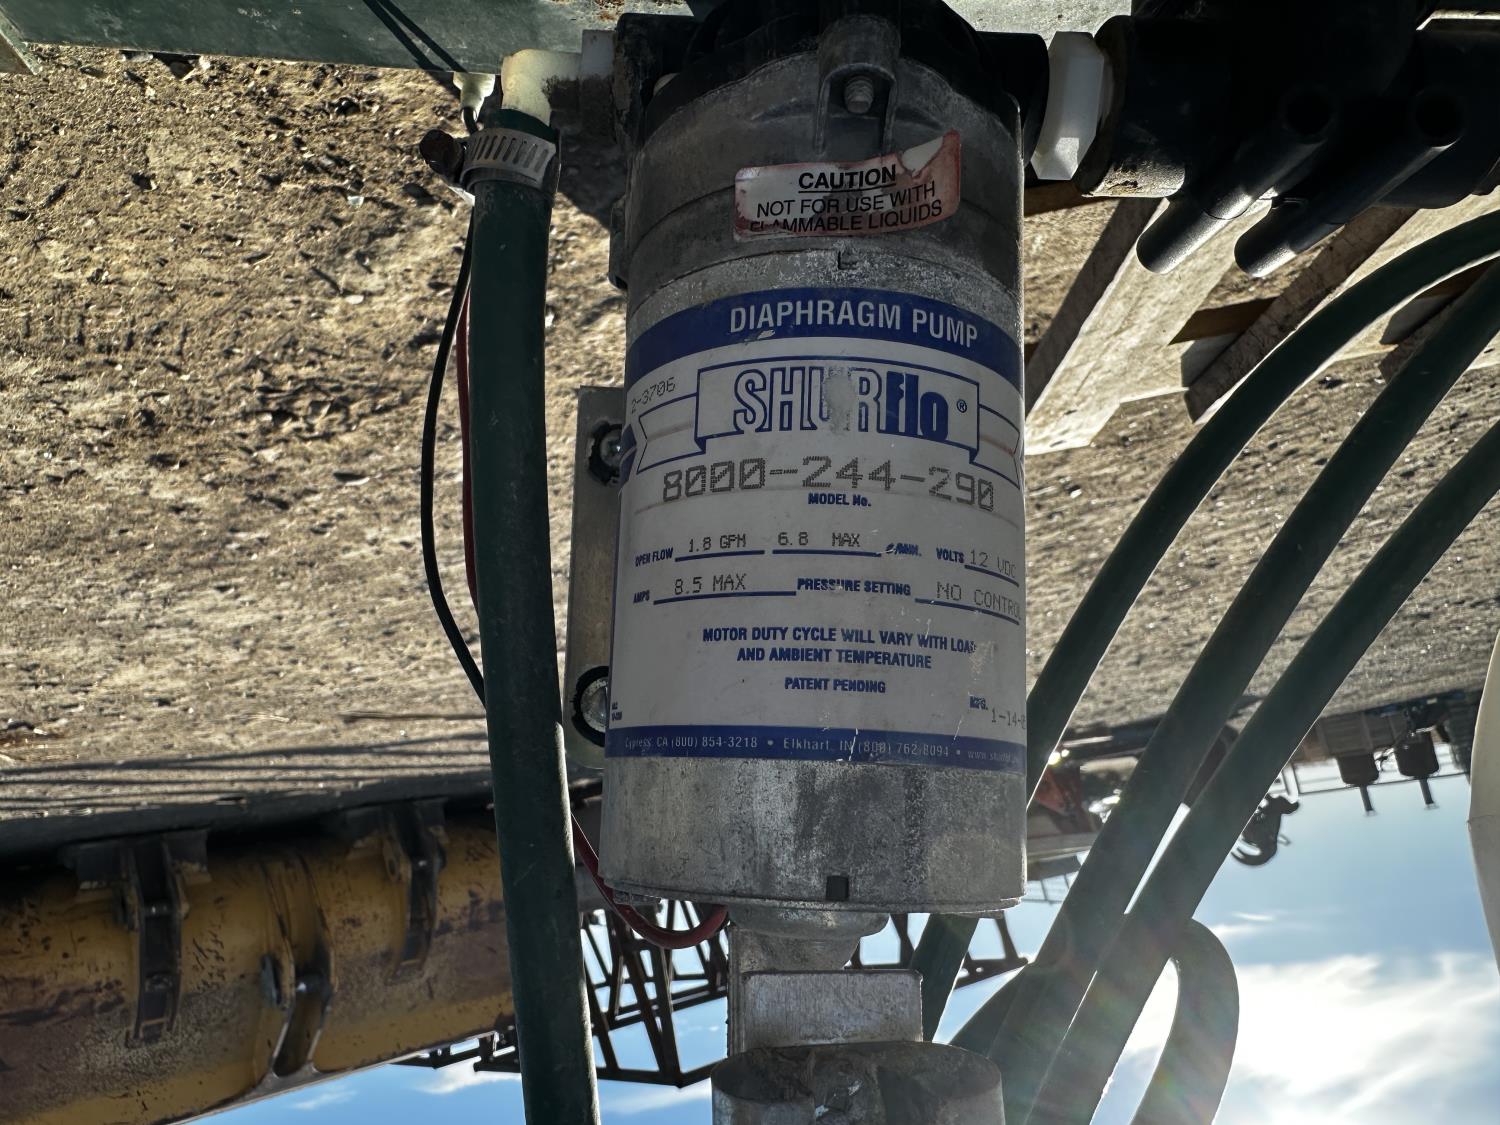 CAUTION
NOT FOR USE WITH
FLAMMABLE LIQUIDS
DIAPHRAGM PUMP
2-3706
SHURflo®
8000-244-290
MODEL No.
OPEN FLOW 1.8 GPM 6.8 MAX /MIN. VOLTS 12 VDC
AMPS 8.5 MAX PRESSURE SETTING NO CONTROL
MOTOR DUTY CYCLE WILL VARY WITH LOAD
AND AMBIENT TEMPERATURE
PATENT PENDING
MFG. 1-14-
Cypress, CA (800) 854-3218 • Elkhart, IN (800) 762-8094 •